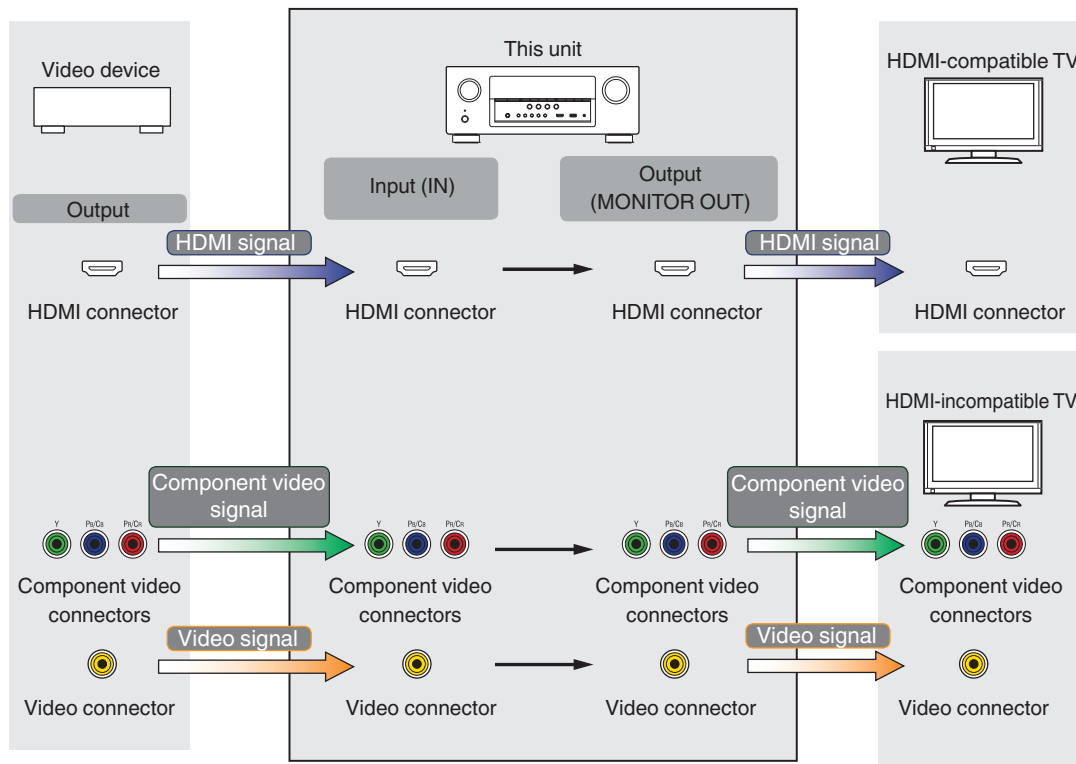 Video device
This unit
HDMI-compatible TV
Output
Input (IN)
Output
(MONITOR OUT)
HDMI signal
HDMI signal
HDMI connector
HDMI connector
HDMI connector
HDMI connector
HDMI-incompatible TV
Component video
signal
Component video
signal
Y PB/CB PR/CR
Y PB/CB PR/CR
Y PB/CB PR/CR
Y PB/CB PR/CR
Component video
connectors
Component video
connectors
Component video
connectors
Component video
connectors
Video signal
Video signal
Video connector
Video connector
Video connector
Video connector